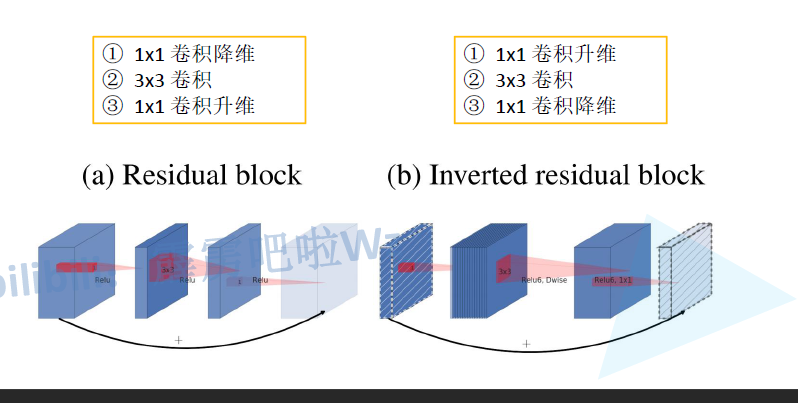 ① 1x1 卷积降维
② 3x3 卷积
③ 1x1 卷积升维
① 1x1 卷积升维
② 3x3 卷积
③ 1x1 卷积降维
(a) Residual block
(b) Inverted residual block
bilibili: 霹雳吧啦Wz
Relu
3x3
Relu
Relu
3x3
Relu6, Dwise
Relu6, 1x1
+
+